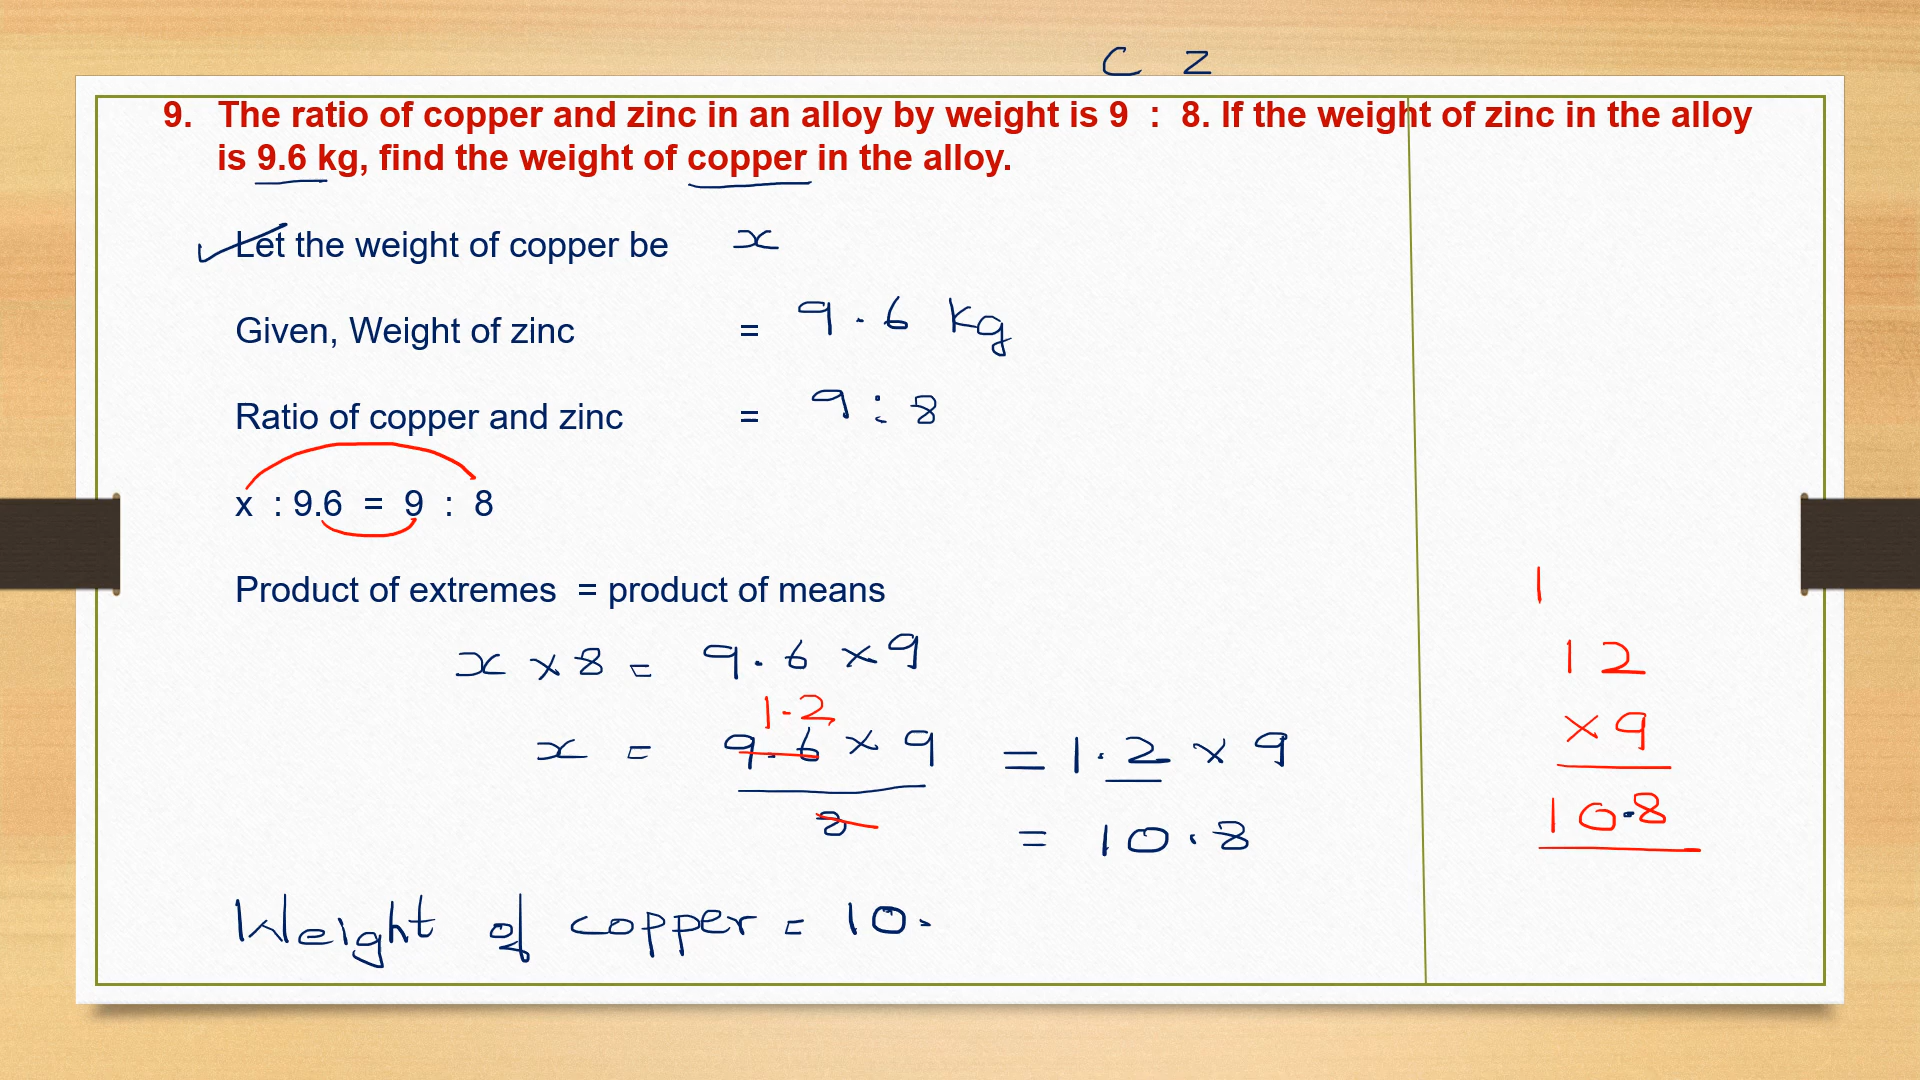 C Z
9. The ratio of copper and zinc in an alloy by weight is 9 : 8. If the weight of zinc in the alloy
is 9.6 kg, find the weight of copper in the alloy.
Let the weight of copper be x
Given, Weight of zinc = 9.6 kg
Ratio of copper and zinc = 9 : 8
x : 9.6 = 9 : 8
Product of extremes = product of means
x × 8 = 9.6 × 9
1.2
x = 9.6 × 9 = 1.2 × 9
8
= 10.8
Weight of copper = 10.
1
12
×9
10.8